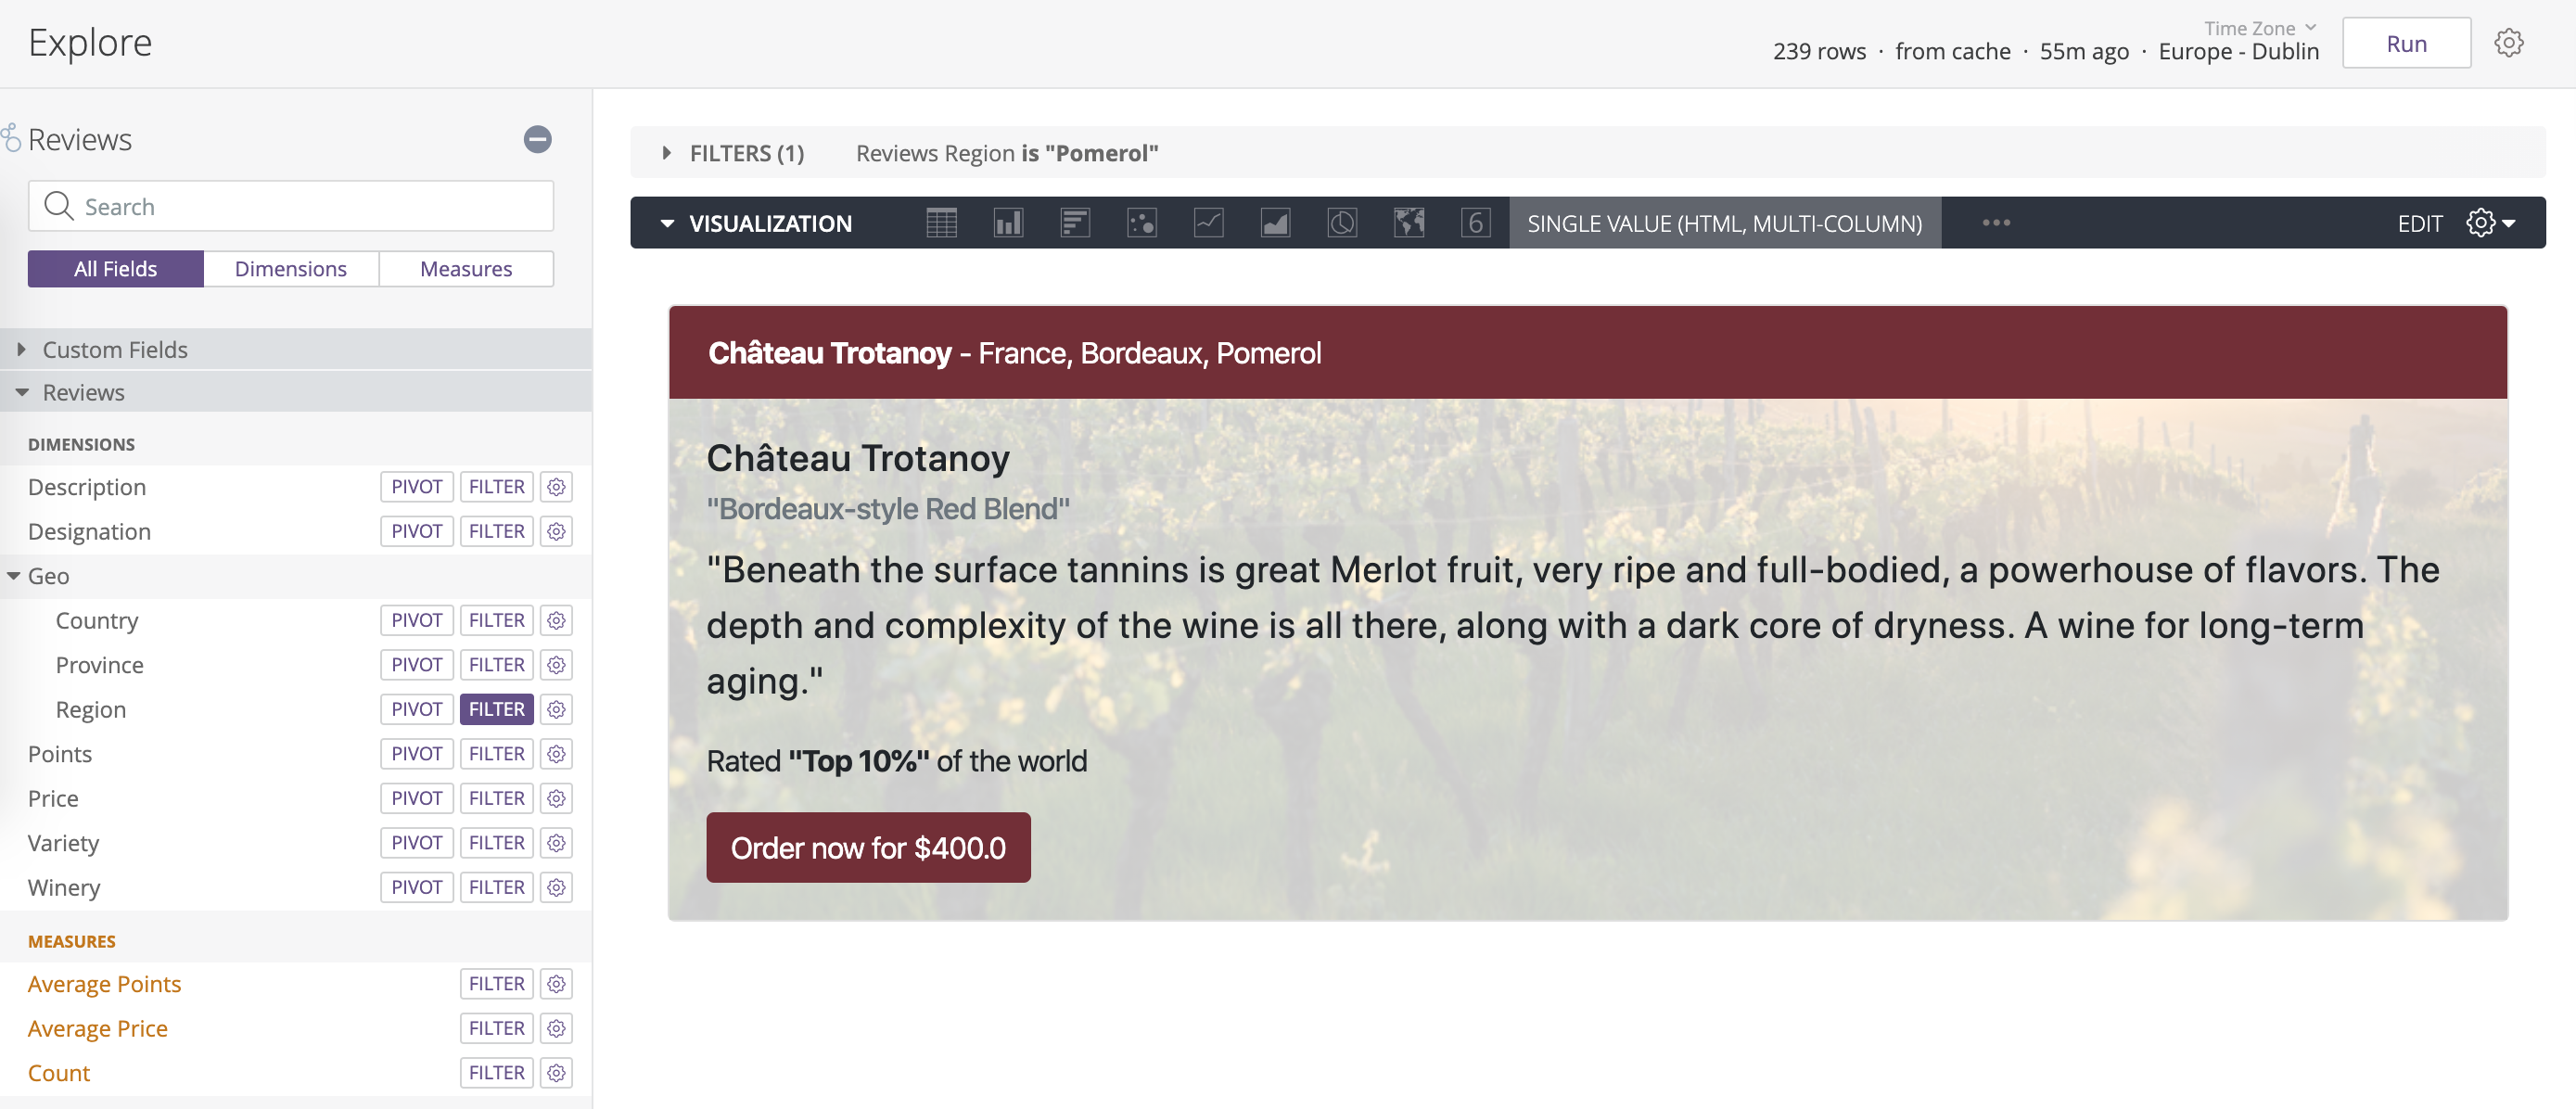 Explore
Time Zone
239 rows · from cache · 55m ago · Europe - Dublin
Run
Reviews
Search
All Fields
Dimensions
Measures
Custom Fields
Reviews
DIMENSIONS
Description PIVOT FILTER
Designation PIVOT FILTER
Geo
Country PIVOT FILTER
Province PIVOT FILTER
Region PIVOT FILTER
Points PIVOT FILTER
Price PIVOT FILTER
Variety PIVOT FILTER
Winery PIVOT FILTER
MEASURES
Average Points FILTER
Average Price FILTER
Count FILTER
FILTERS (1) Reviews Region is "Pomerol"
VISUALIZATION 6 SINGLE VALUE (HTML, MULTI-COLUMN) ••• EDIT
Château Trotanoy - France, Bordeaux, Pomerol
Château Trotanoy
"Bordeaux-style Red Blend"
"Beneath the surface tannins is great Merlot fruit, very ripe and full-bodied, a powerhouse of flavors. The
depth and complexity of the wine is all there, along with a dark core of dryness. A wine for long-term
aging."
Rated "Top 10%" of the world
Order now for $400.0